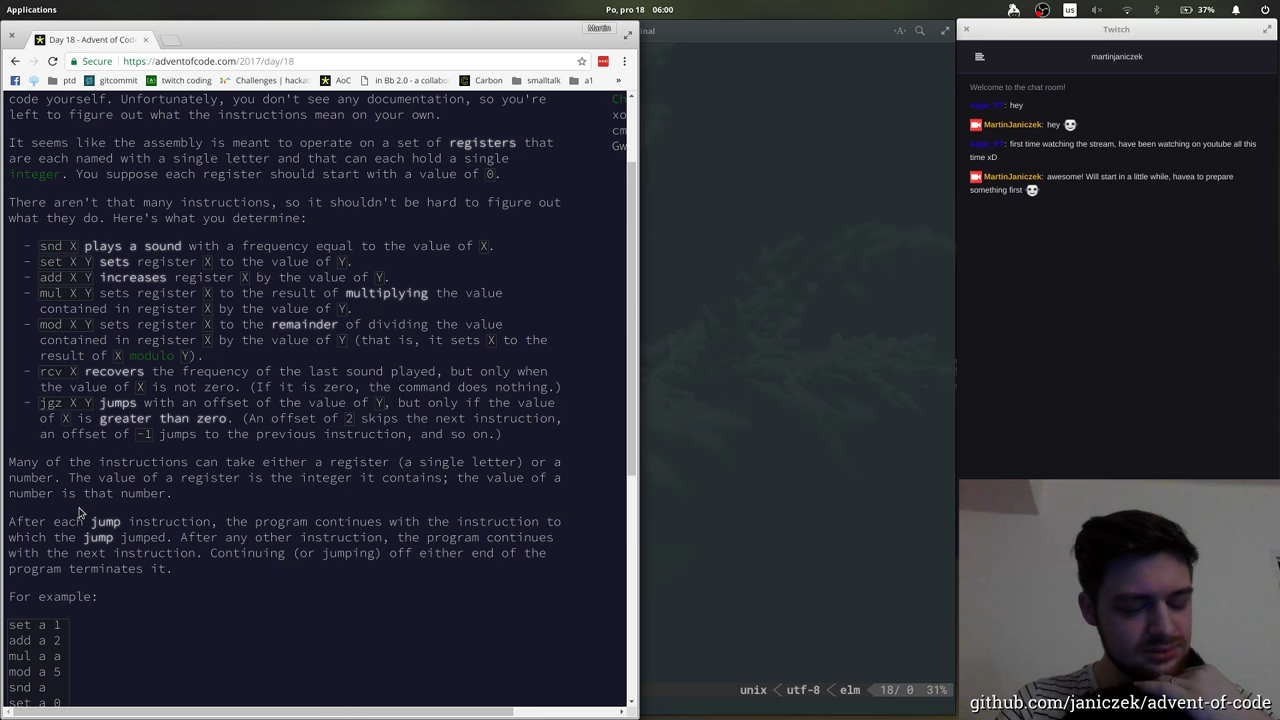 Applications
Po, pro 18 06:00
us
37%
Martin
Day 18 - Advent of Cod
Secure
https://adventofcode.com/2017/day/18
ptd
gitcommit
twitch coding
Challenges | hacka
AoC
in Bb 2.0 - a collabo
Carbon
smalltalk
a1
»
code yourself. Unfortunately, you don't see any documentation, so you're
left to figure out what the instructions mean on your own.
It seems like the assembly is meant to operate on a set of registers that
are each named with a single letter and that can each hold a single
integer. You suppose each register should start with a value of 0.
There aren't that many instructions, so it shouldn't be hard to figure out
what they do. Here's what you determine:
- snd X plays a sound with a frequency equal to the value of X.
- set X Y sets register X to the value of Y.
- add X Y increases register X by the value of Y.
- mul X Y sets register X to the result of multiplying the value
contained in register X by the value of Y.
- mod X Y sets register X to the remainder of dividing the value
contained in register X by the value of Y (that is, it sets X to the
result of X modulo Y).
- rcv X recovers the frequency of the last sound played, but only when
the value of X is not zero. (If it is zero, the command does nothing.)
- jgz X Y jumps with an offset of the value of Y, but only if the value
of X is greater than zero. (An offset of 2 skips the next instruction,
an offset of -1 jumps to the previous instruction, and so on.)
Many of the instructions can take either a register (a single letter) or a
number. The value of a register is the integer it contains; the value of a
number is that number.
After each jump instruction, the program continues with the instruction to
which the jump jumped. After any other instruction, the program continues
with the next instruction. Continuing (or jumping) off either end of the
program terminates it.
For example:
set a 1
add a 2
mul a a
mod a 5
snd a
set a 0
Ch
xo
cm
Gw
inal
unix < utf-8 < elm 18/ 0 31%
Twitch
martinjaniczek
Welcome to the chat room!
hey
MartinJaniczek: hey
first time watching the stream, have been watching on youtube all this
time xD
MartinJaniczek: awesome! Will start in a little while, havea to prepare
something first
github.com/janiczek/advent-of-code